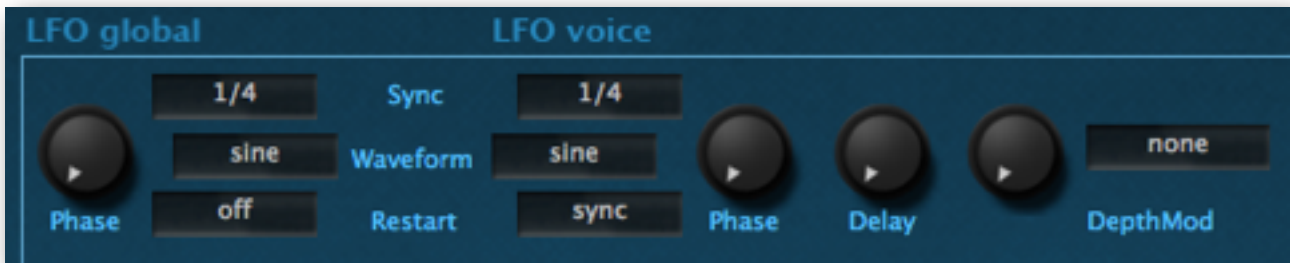 LFO global LFO voice
1/4 Sync 1/4
sine Waveform sine none
Phase off Restart sync Phase Delay DepthMod